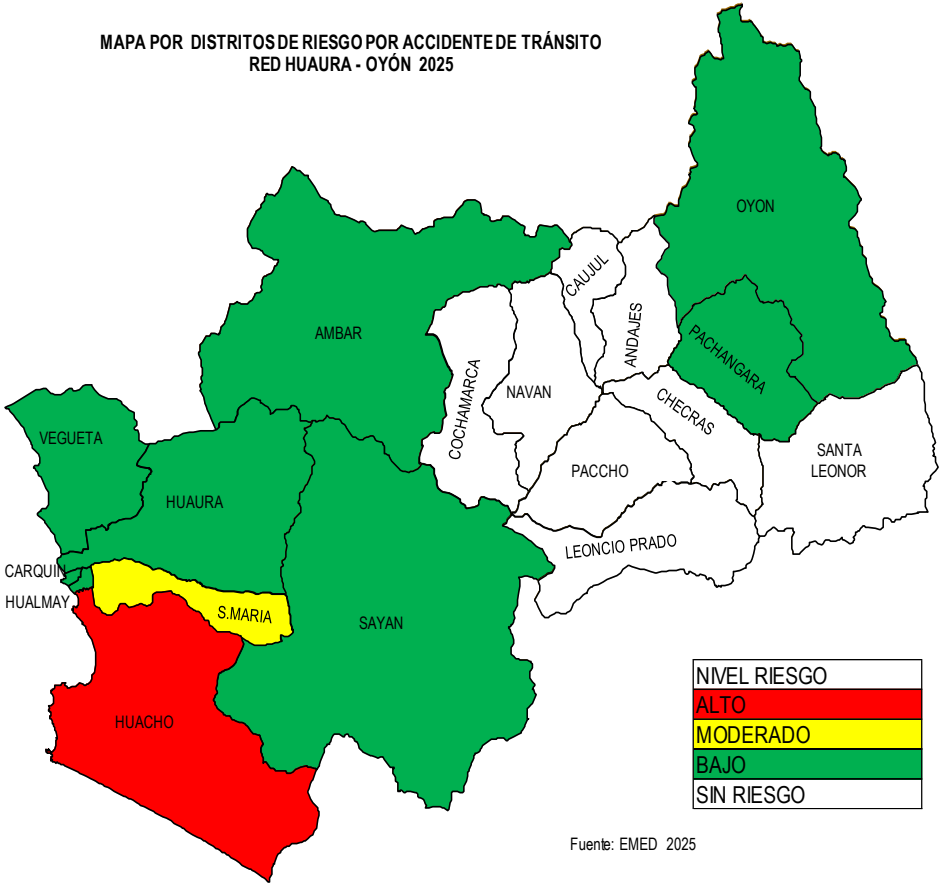 MAPA POR DISTRITOS DE RIESGO POR ACCIDENTE DE TRÁNSITO
RED HUAURA - OYÓN 2025
OYON
CAUJUL
ANDAJES
AMBAR
PACHANGARA
COCHAMARCA
NAVAN
CHECRAS
VEGUETA
SANTA
LEONOR
PACCHO
HUAURA
LEONCIO PRADO
CARQUIN
HUALMAY
S.MARIA
SAYAN
HUACHO
NIVEL RIESGO
ALTO
MODERADO
BAJO
SIN RIESGO
Fuente: EMED 2025